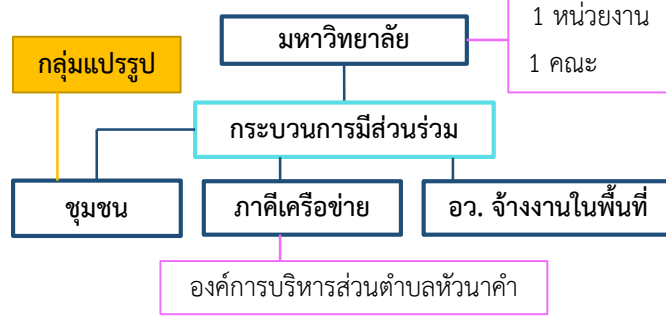 1 หน่วยงาน
มหาวิทยาลัย
1 คณะ
กลุ่มแปรรูป
กระบวนการมีส่วนร่วม
ชุมชน
ภาคีเครือข่าย
อว. จ้างงานในพื้นที่
องค์การบริหารส่วนตำบลหัวนาคำ